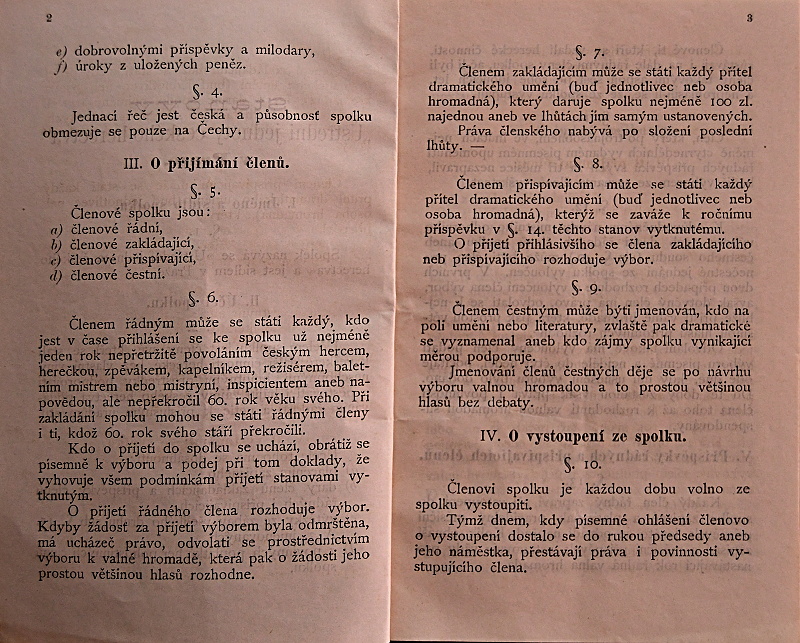 2
e) dobrovolnými příspěvky a milodary,
f) úroky z uložených peněz.
§. 4.
Jednací řeč jest česká a působnosť spolku
obmezuje se pouze na Čechy.
III. O přijímání členů.
§. 5.
Členové spolku jsou:
a) členové řádní,
b) členové zakládající,
c) členové přispívající,
d) členové čestní.
§. 6.
Členem řádným může se státi každý, kdo
jest v čase přihlášení se ke spolku už nejméně
jeden rok nepřetržitě povoláním českým hercem,
herečkou, zpěvákem, kapelníkem, režisérem, balet-
ním mistrem nebo mistryní, inspicientem aneb na-
povědou, ale nepřekročil 60. rok věku svého. Při
zakládání spolku mohou se státi řádnými členy
i ti, kdož 60. rok svého stáří překročili.
Kdo o přijetí do spolku se uchází, obrátiž se
písemně k výboru a podej při tom doklady, že
vyhovuje všem podmínkám přijetí stanovami vy-
tknutým.
O přijetí řádného člena rozhoduje výbor.
Kdyby žádosť za přijetí výborem byla odmrštěna,
má ucházeč právo, odvolati se prostřednictvím
výboru k valné hromadě, která pak o žádosti jeho
prostou většinou hlasů rozhodne.
3
§. 7.
Členem zakládajícím může se státi každý přítel
dramatického umění (buď jednotlivec neb osoba
hromadná), který daruje spolku nejméně 100 zl.
najednou aneb ve lhůtách jím samým ustanovených.
Práva členského nabývá po složení poslední
lhůty. —
§. 8.
Členem přispívajícím může se státi každý
přítel dramatického umění (buď jednotlivec neb
osoba hromadná), kterýž se zaváže k ročnímu
příspěvku v §. 14. těchto stanov vytknutému.
O přijetí přihlásivšího se člena zakládajícího
neb přispívajícího rozhoduje výbor.
§. 9.
Členem čestným může býti jmenován, kdo na
poli umění nebo literatury, zvláště pak dramatické
se vyznamenal aneb kdo zájmy spolku vynikající
měrou podporuje.
Jmenování členů čestných děje se po návrhu
výboru valnou hromadou a to prostou většinou
hlasů bez debaty.
IV. O vystoupení ze spolku.
§. 10.
Členovi spolku je každou dobu volno ze
spolku vystoupiti.
Týmž dnem, kdy písemné ohlášení členovo
o vystoupení dostalo se do rukou předsedy aneb
jeho náměstka, přestávají práva i povinnosti vy-
stupujícího člena.